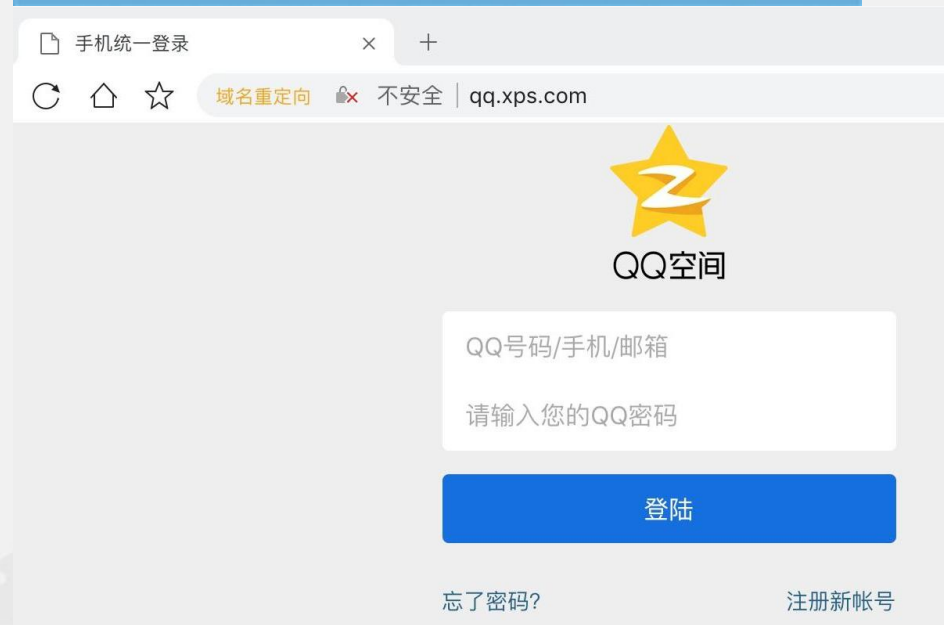 手机统一登录
域名重定向 不安全 qq.xps.com
QQ空间
QQ号码/手机/邮箱
请输入您的QQ密码
登陆
忘了密码? 注册新帐号